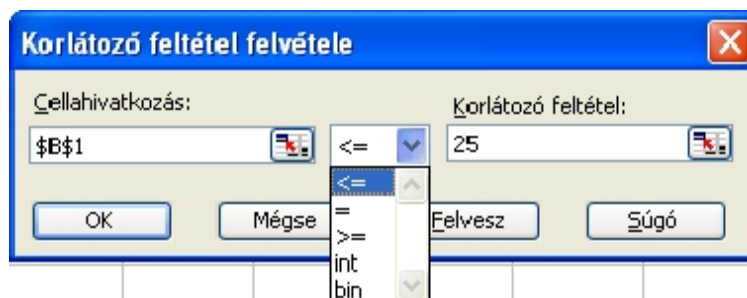 Korlátozó feltétel felvétele
Cellahivatkozás:
Korlátozó feltétel:
$B$1
<=
25
<=
=
>=
int
bin
OK
Mégse
Felvesz
Súgó